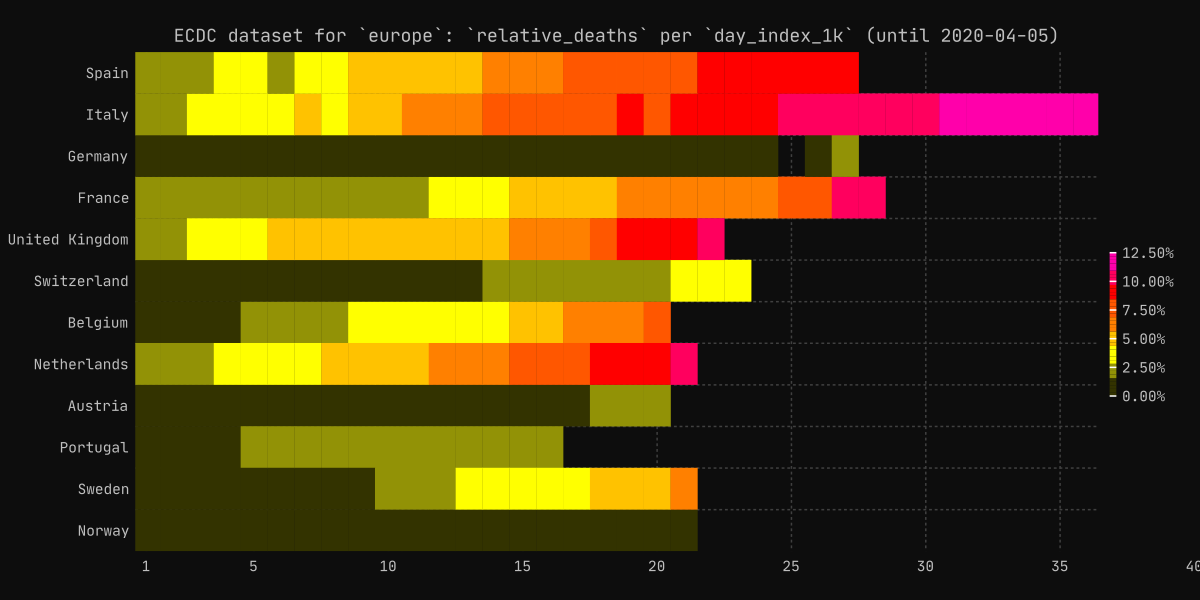 ECDC dataset for `europe`: `relative_deaths` per `day_index_1k` (until 2020-04-05)
Spain
Italy
Germany
France
United Kingdom
Switzerland
Belgium
Netherlands
Austria
Portugal
Sweden
Norway
1 5 10 15 20 25 30 35 40
12.50%
10.00%
7.50%
5.00%
2.50%
0.00%